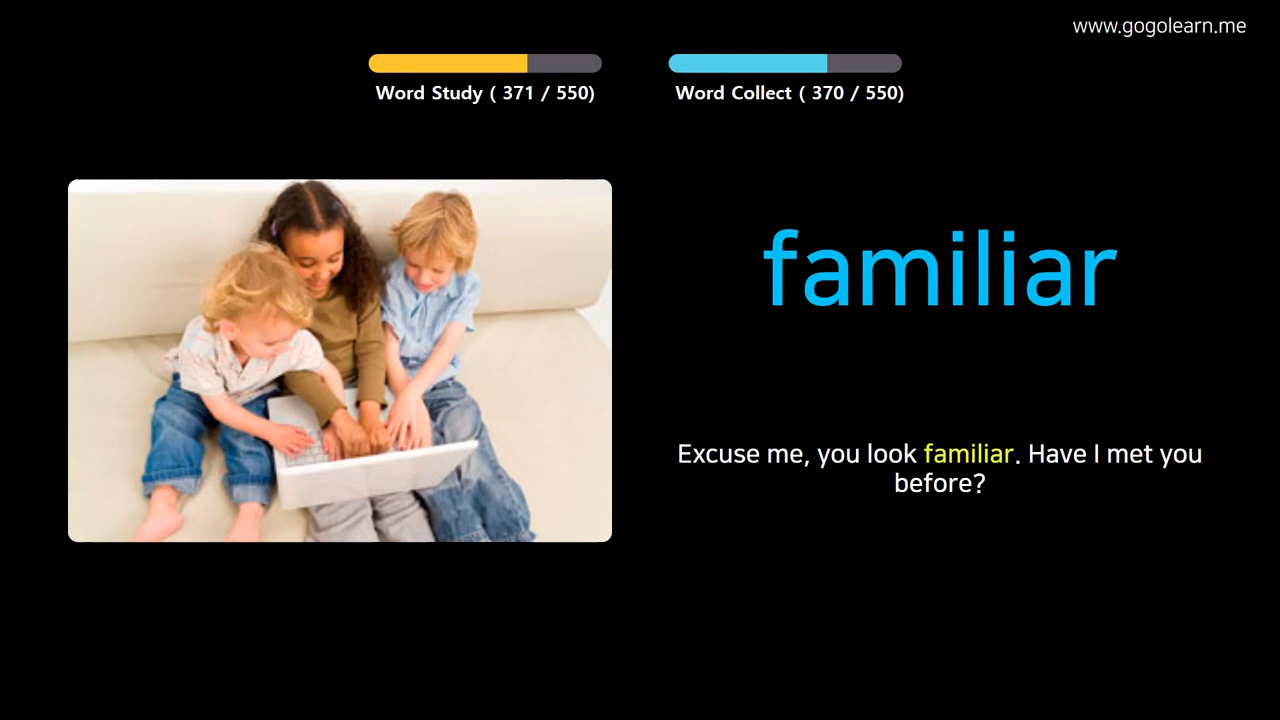 www.gogolearn.me
Word Study ( 371 / 550)
Word Collect ( 370 / 550)
familiar
Excuse me, you look familiar. Have I met you
before?